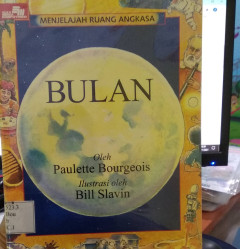 MENJELAJAH RUANG ANGKASA
BULAN
Oleh
Paulette Bourgeois
Ilustrasi oleh
Bill Slavin